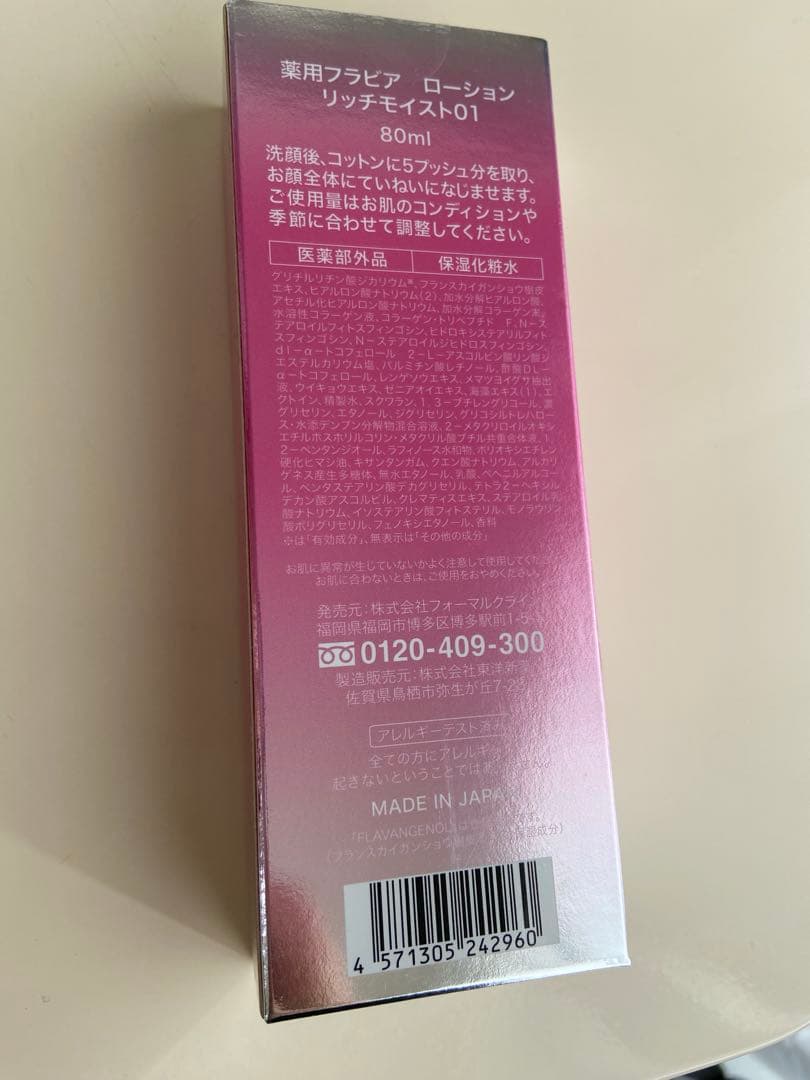 薬用フラビア ローション
リッチモイスト01
80ml
洗顔後、コットンに5プッシュ分を取り、
お顔全体にていねいになじませます。
ご使用量はお肌のコンディションや
季節に合わせて調整してください。
医薬部外品 保湿化粧水
グリチルリチン酸ジカリウム※、フランスカイガンショウ樹皮
エキス、ヒアルロン酸ナトリウム(2)、加水分解ヒアルロン酸、
アセチル化ヒアルロン酸ナトリウム、加水分解コラーゲン末、
水溶性コラーゲン液、コラーゲン・トリペプチド F、N-ス
テアロイルフィトスフィンゴシン、ヒドロキシステアリルフィト
スフィンゴシン、N-ステアロイルジヒドロスフィンゴシン、
dl-α-トコフェロール 2-L-アスコルビン酸リン酸ジ
エステルカリウム塩、パルミチン酸レチノール、酢酸DL-
α-トコフェロール、レンゲソウエキス、メマツヨイグサ抽出
液、ウイキョウエキス、ゼニアオイエキス、海藻エキス(1)、エ
クトイン、精製水、スクワラン、1,3-ブチレングリコール、濃
グリセリン、エタノール、ジグリセリン、グリコシルトレハロー
ス・水添デンプン分解物混合溶液、2-メタクリロイルオキシ
エチルホスホリルコリン・メタクリル酸ブチル共重合体液、1,
2-ペンタンジオール、ラフィノース水和物、ポリオキシエチレン
硬化ヒマシ油、キサンタンガム、クエン酸ナトリウム、アルカリ
ゲネス産生多糖体、無水エタノール、乳酸、ベヘニルアルコー
ル、ペンタステアリン酸デカグリセリル、テトラ2-ヘキシル
デカン酸アスコルビル、クレマティスエキス、ステアロイル乳
酸ナトリウム、イソステアリン酸フィトステリル、モノラウリン
酸ポリグリセリル、フェノキシエタノール、香料
※は「有効成分」、無表示は「その他の成分」
お肌に異常が生じていないかよく注意して使用してくだ
お肌に合わないときは、ご使用をおやめください。
発売元:株式会社フォーマルクライ
福岡県福岡市博多区博多駅前1-5
0120-409-300
製造販売元:株式会社東洋新
佐賀県鳥栖市弥生が丘7-2
アレルギーテスト済み
全ての方にアレルギ
起きないということでは
MADE IN JAPA
「FLAVANGENOL」は です。
(フランスカイガンショウ 成分)
4 571305 242960